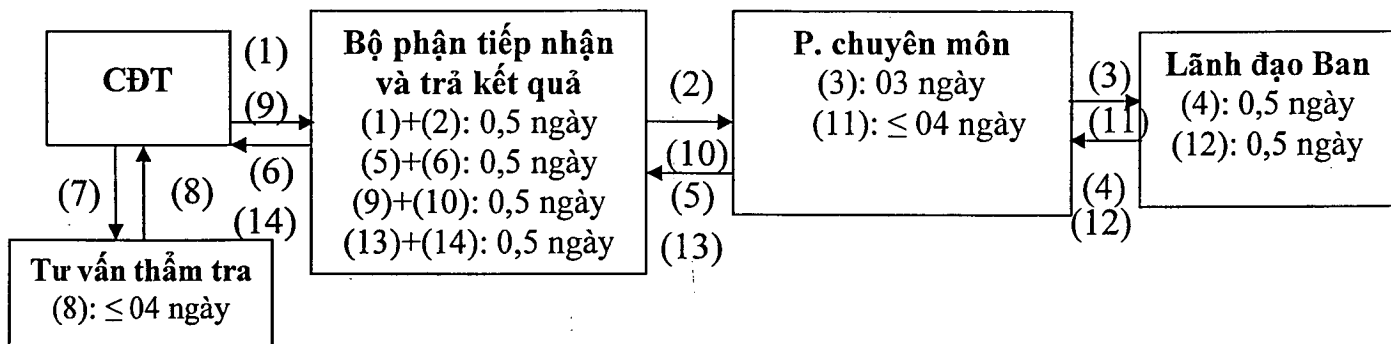 CĐT
(1)
(9)
(6)
(14)
(7)
(8)
Tư vấn thẩm tra
(8): ≤ 04 ngày
Bộ phận tiếp nhận
và trả kết quả
(1)+(2): 0,5 ngày
(5)+(6): 0,5 ngày
(9)+(10): 0,5 ngày
(13)+(14): 0,5 ngày
(2)
(10)
(5)
(13)
P. chuyên môn
(3): 03 ngày
(11): ≤ 04 ngày
(3)
(11)
(4)
(12)
Lãnh đạo Ban
(4): 0,5 ngày
(12): 0,5 ngày